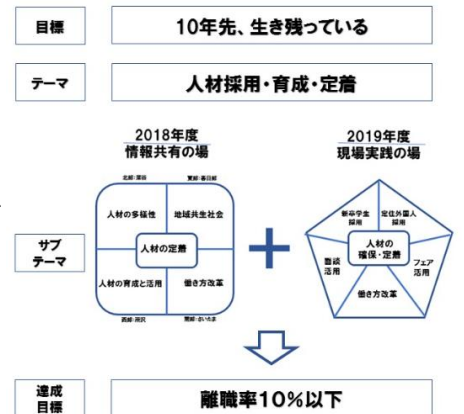 目標
10年先、生き残っている
テーマ
人材採用・育成・定着
2018年度
情報共有の場
2019年度
現場実践の場
サブ
テーマ
北部：深谷
東部：春日部
人材の多様性
地域共生社会
人材の定着
人材の育成と活用
働き方改革
西部：所沢
南部：さいたま
新卒学生
採用
定住外国人
採用
人材の
確保・定着
面談
活用
フェア
活用
働き方改革
達成
目標
離職率10％以下